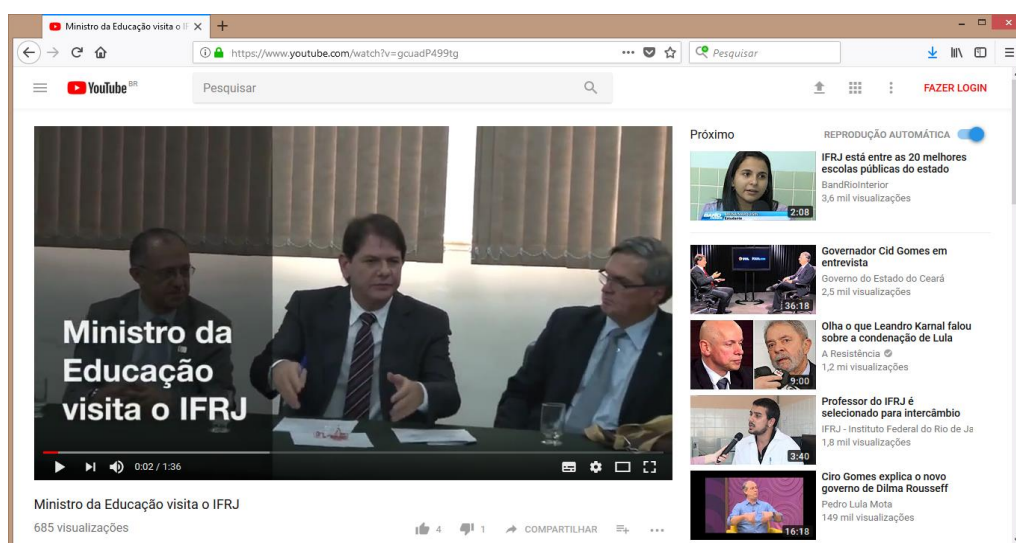 Ministro da Educação visita o IF
https://www.youtube.com/watch?v=gcuadP499tg
Pesquisar
YouTube BR
Pesquisar
FAZER LOGIN
Ministro da
Educação
visita o IFRJ
0:02 / 1:36
Ministro da Educação visita o IFRJ
685 visualizações
4
1
COMPARTILHAR
Próximo
REPRODUÇÃO AUTOMÁTICA
2:08
IFRJ está entre as 20 melhores
escolas públicas do estado
BandRioInterior
3,6 mil visualizações
36:18
Governador Cid Gomes em
entrevista
Governo do Estado do Ceará
2,5 mil visualizações
9:00
Olha o que Leandro Karnal falou
sobre a condenação de Lula
A Resistência
1,2 mi visualizações
3:40
Professor do IFRJ é
selecionado para intercâmbio
IFRJ - Instituto Federal do Rio de Ja
1,8 mil visualizações
16:18
Ciro Gomes explica o novo
governo de Dilma Rousseff
Pedro Lula Mota
149 mil visualizações